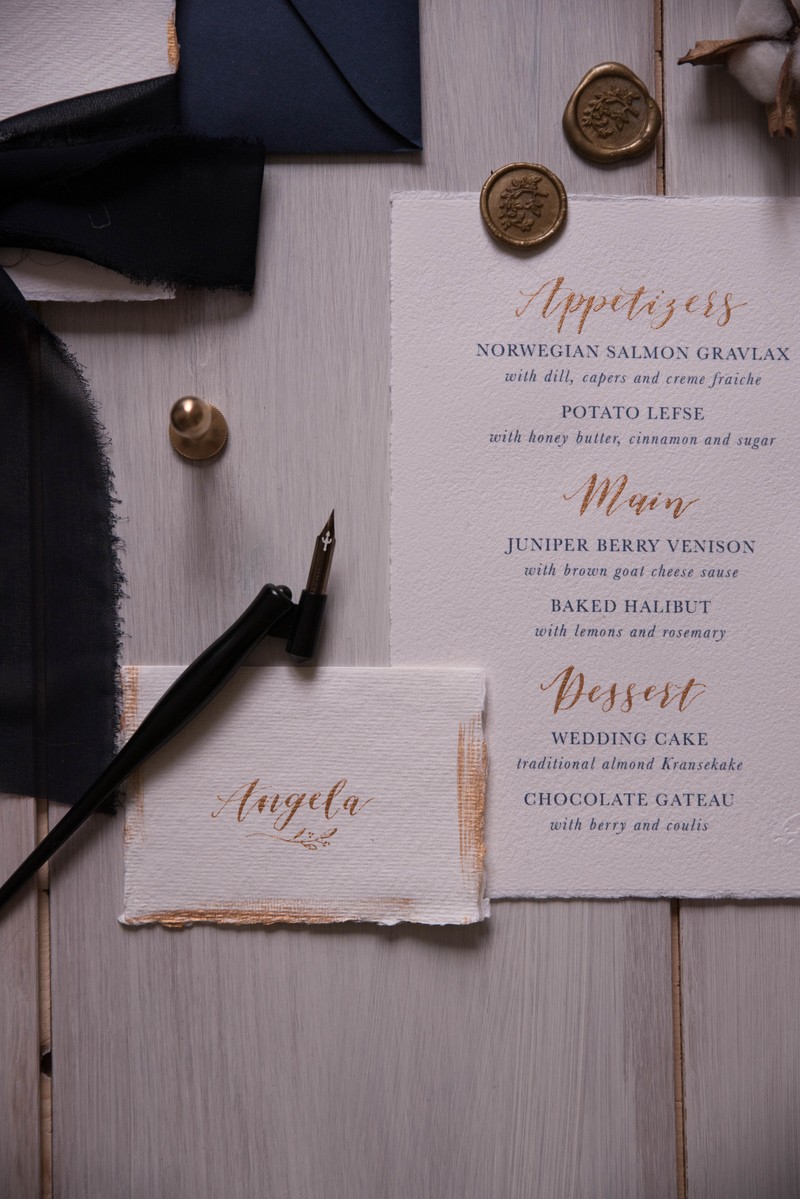 Appetizers
NORWEGIAN SALMON GRAVLAX
with dill, capers and creme fraiche
POTATO LEFSE
with honey butter, cinnamon and sugar
Main
JUNIPER BERRY VENISON
with brown goat cheese sause
BAKED HALIBUT
with lemons and rosemary
Dessert
WEDDING CAKE
traditional almond Kransekake
CHOCOLATE GATEAU
with berry and coulis
Angela